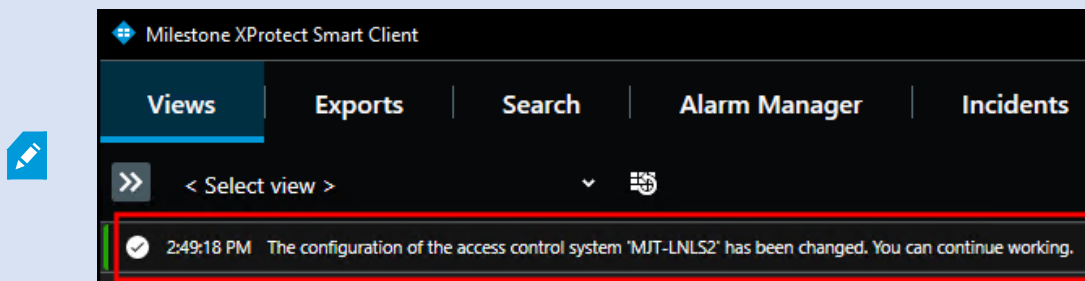 Milestone XProtect Smart Client
Views Exports Search Alarm Manager Incidents
< Select view >
2:49:18 PM The configuration of the access control system 'MJT-LNLS2' has been changed. You can continue working.